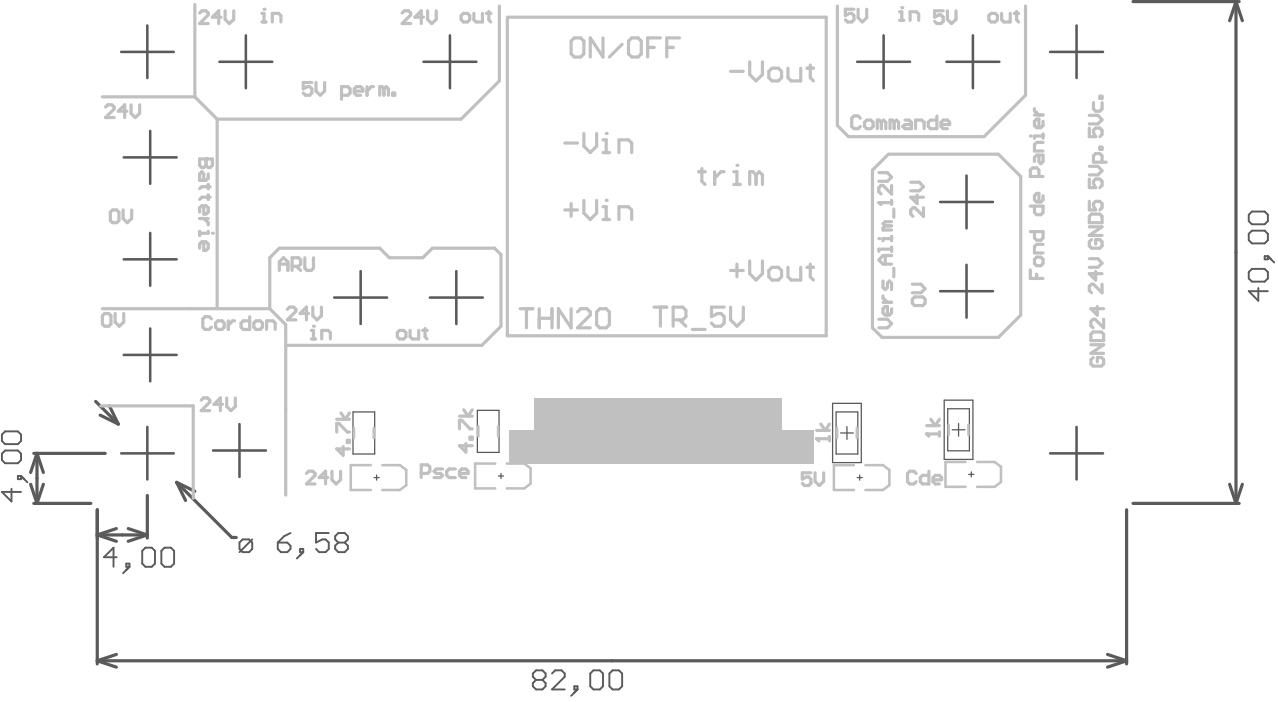 24V in
24V out
5V perm.
ON/OFF
-Vout
5V in 5V out
Commande
24V
Batterie
0V
-Vin
trim
+Vin
+Vout
THN20
TR_5V
Vers_Alim_12V
24V
0V
Fond de Panier
GND24 24V GND5 5Vp. 5Vc.
40,00
ARU
24V
in
out
0V
Cordon
24V
4.7k
4.7k
1k
1k
24V
Psce
5V
Cde
4,00
4,00
ø 6,58
82,00